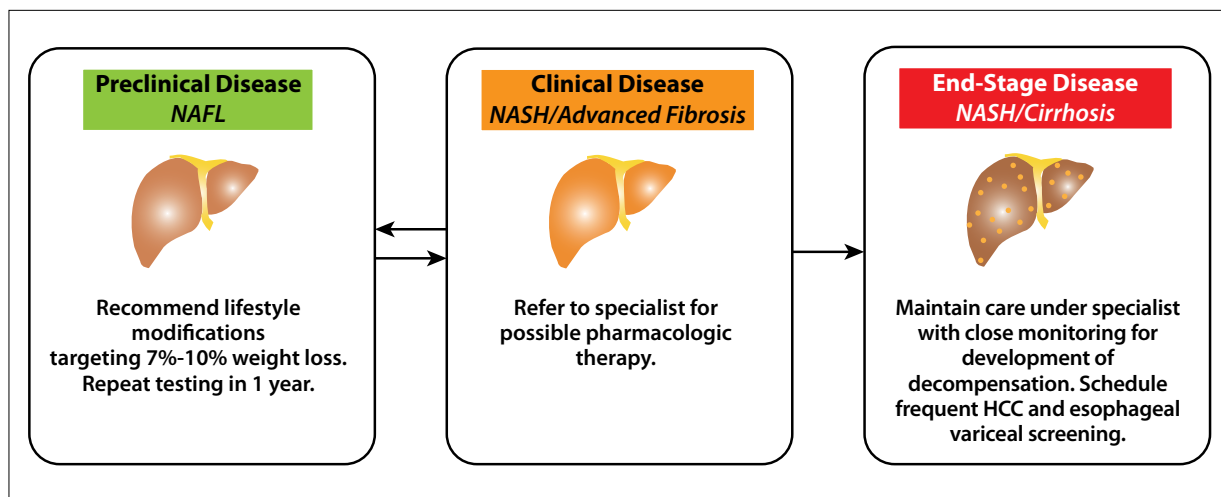 Preclinical Disease
NAFL
Recommend lifestyle
modifications
targeting 7%-10% weight loss.
Repeat testing in 1 year.
Clinical Disease
NASH/Advanced Fibrosis
Refer to specialist for
possible pharmacologic
therapy.
End-Stage Disease
NASH/Cirrhosis
Maintain care under specialist
with close monitoring for
development of
decompensation. Schedule
frequent HCC and esophageal
variceal screening.